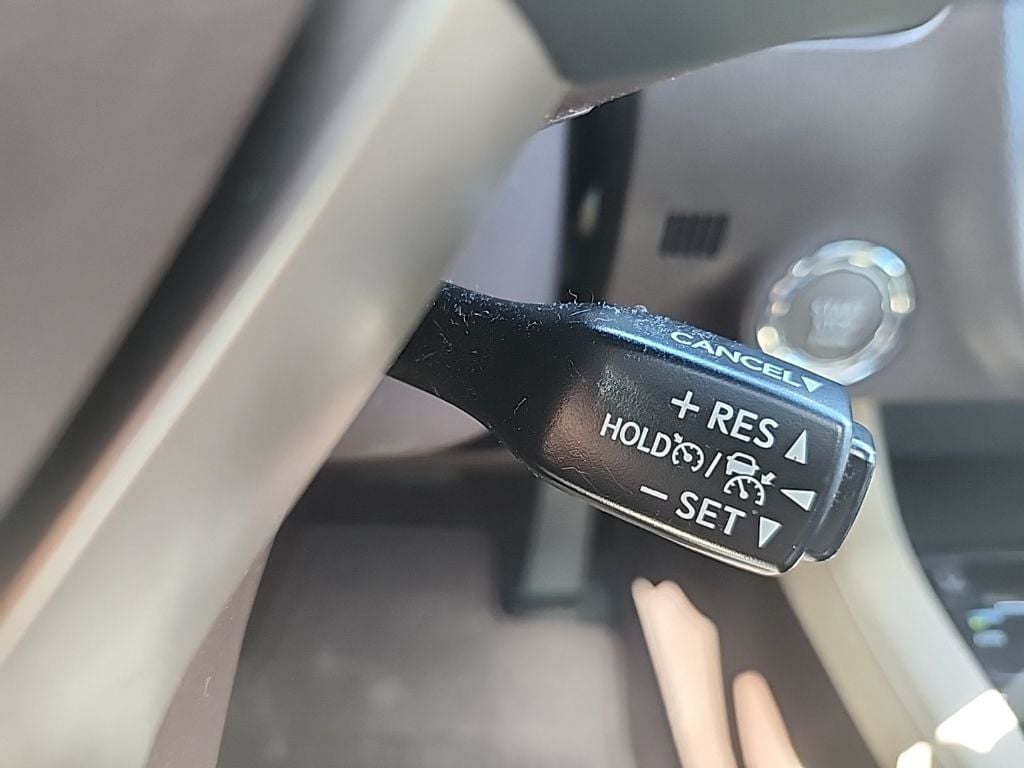 CANCEL
+ RES
HOLD /
− SET